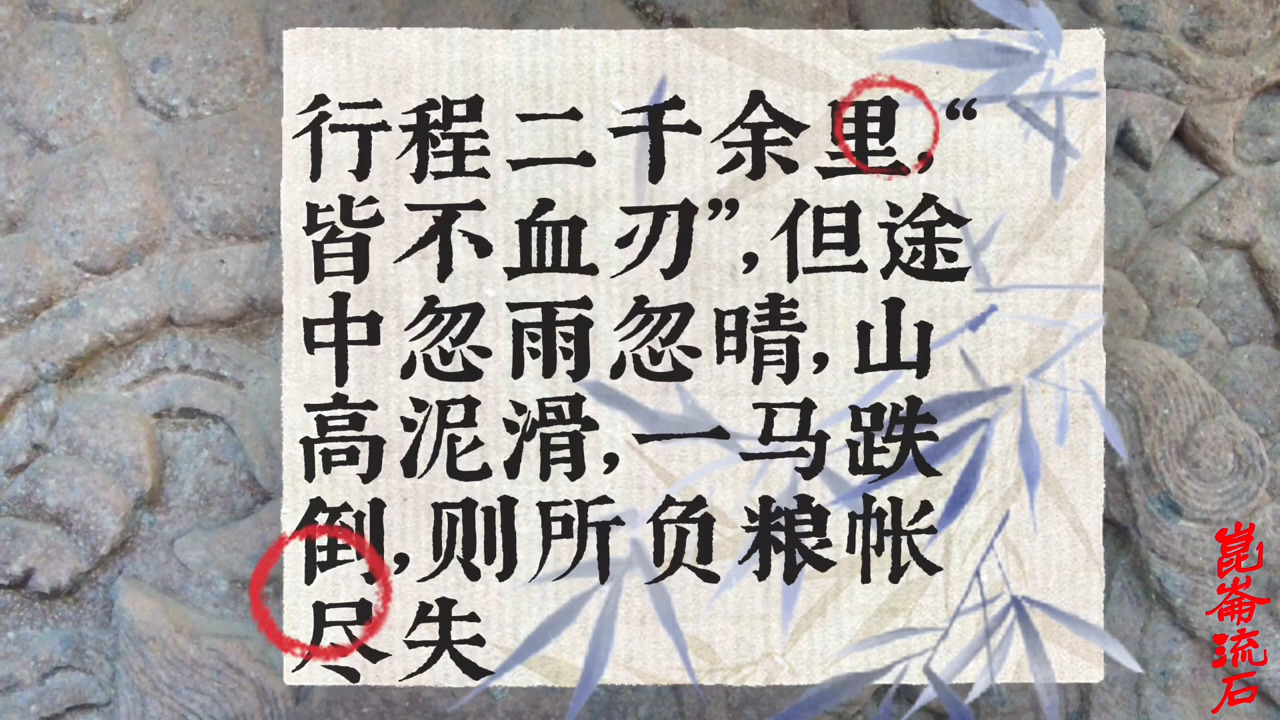 行程二千余里,“
皆不血刃”,但途
中忽雨忽晴,山
高泥滑,一马跌
倒,则所负粮帐
尽失
崑崙流石